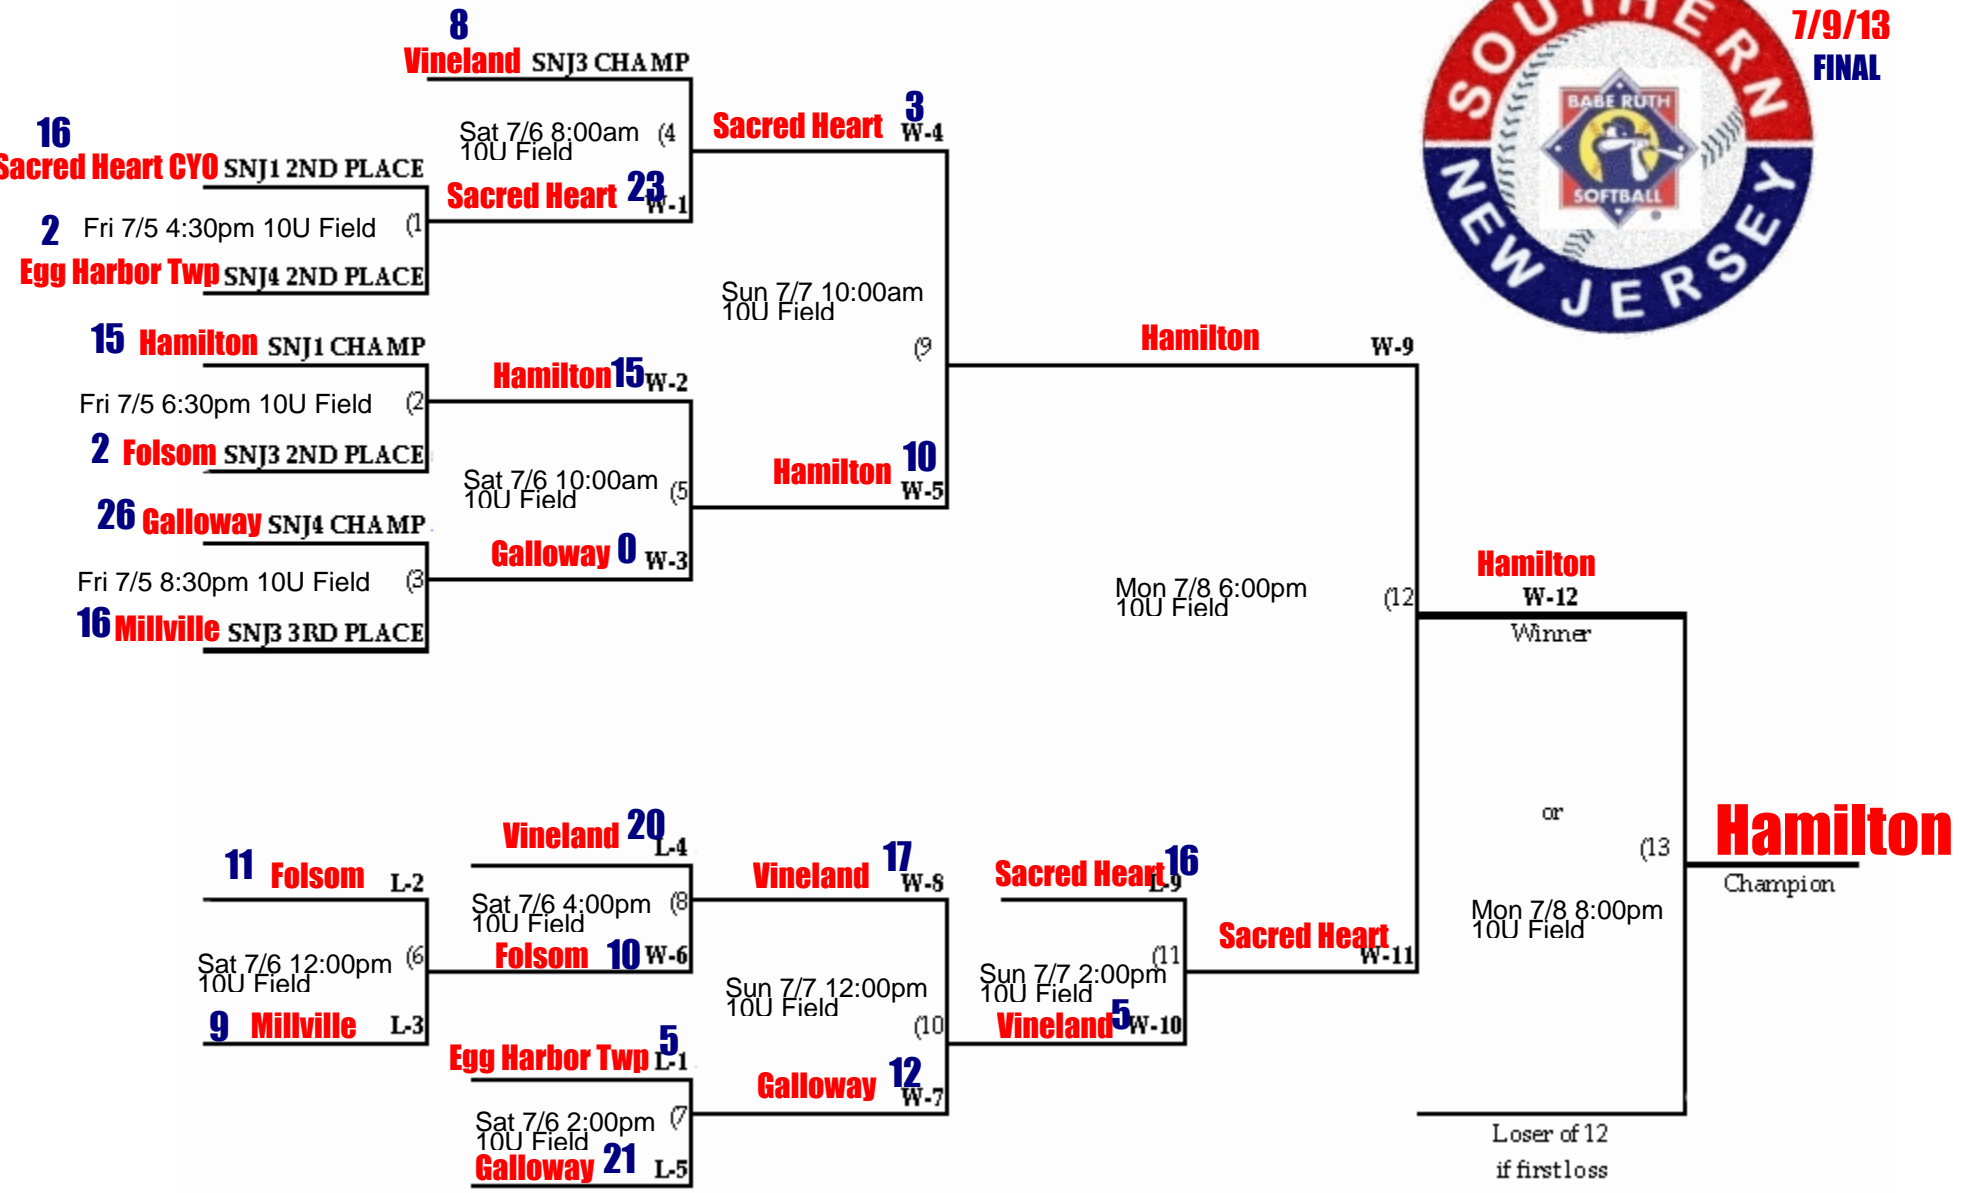 8
Vineland SNJ3 CHAMP
Sat 7/6 8:00am (4
10U Field
16
Sacred Heart CYO SNJ1 2ND PLACE
Sacred Heart 23 W-1
Fri 7/5 4:30pm 10U Field (1
2
Egg Harbor Twp SNJ4 2ND PLACE
Sacred Heart 3 W-4
Sun 7/7 10:00am
10U Field
(9
15 Hamilton SNJ1 CHAMP
Hamilton 15 W-2
Fri 7/5 6:30pm 10U Field (2
2 Folsom SNJ3 2ND PLACE
Sat 7/6 10:00am (5
10U Field
Hamilton 10 W-5
26 Galloway SNJ4 CHAMP
Galloway 0 W-3
Fri 7/5 8:30pm 10U Field (3
16 Millville SNJ3 3RD PLACE
SOUTHERN
NEW JERSEY
BABE RUTH
SOFTBALL
7/9/13
FINAL
Hamilton W-9
Mon 7/8 6:00pm (12
10U Field
Hamilton
W-12
Winner
or
(13
Hamilton
Champion
Mon 7/8 8:00pm
10U Field
Loser of 12
if first loss
Vineland 20 L-4
11 Folsom L-2
Sat 7/6 4:00pm (8
10U Field
Folsom 10 W-6
Sat 7/6 12:00pm (6
10U Field
9 Millville L-3
Egg Harbor Twp 5 L-1
Sat 7/6 2:00pm (7
10U Field
Galloway 21 L-5
Vineland 17 W-8
Sun 7/7 12:00pm
10U Field
(10
Galloway 12 W-7
Sacred Heart 16 L-9
(11
Sun 7/7 2:00pm
10U Field
Vineland 5 W-10
Sacred Heart W-11